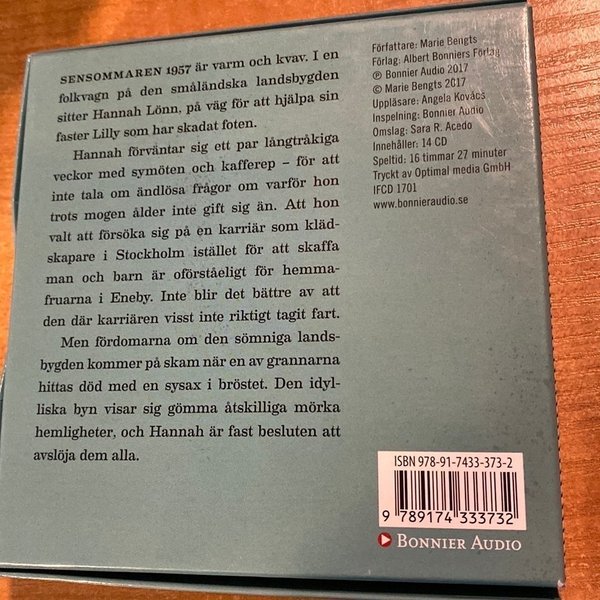 SENSOMMAREN 1957 är varm och kvav. I en
folkvagn på den småländska landsbygden
sitter Hannah Lönn, på väg för att hjälpa sin
faster Lilly som har skadat foten.
Hannah förväntar sig ett par långtråkiga
veckor med symöten och kafferep – för att
inte tala om ändlösa frågor om varför hon
trots mogen ålder inte gift sig än. Att hon
valt att försöka sig på en karriär som kläd-
skapare i Stockholm istället för att skaffa
man och barn är oförståeligt för hemma-
fruarna i Eneby. Inte blir det bättre av att
den där karriären visst inte riktigt tagit fart.
Men fördomarna om den sömniga lands-
bygden kommer på skam när en av grannarna
hittas död med en sysax i bröstet. Den idyl-
liska byn visar sig gömma åtskilliga mörka
hemligheter, och Hannah är fast besluten att
avslöja dem alla.
Författare: Marie Bengts
Förlag: Albert Bonniers Förlag
℗ Bonnier Audio 2017
© Marie Bengts 2017
Uppläsare: Angela Kovács
Inspelning: Bonnier Audio
Omslag: Sara R. Acedo
Innehåller: 14 CD
Speltid: 16 timmar 27 minuter
Tryckt av Optimal media GmbH
IFCD 1701
www.bonnieraudio.se
ISBN 978-91-7433-373-2
9 789174 333732
BONNIER AUDIO